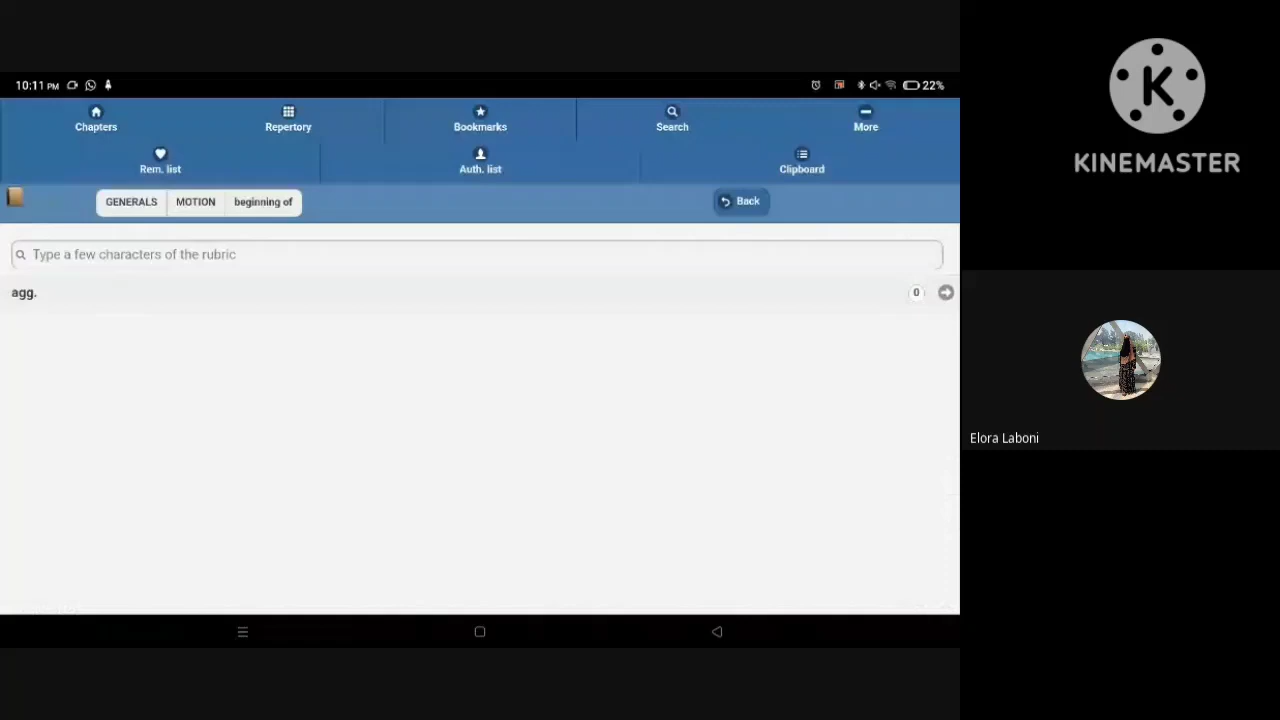 10:11 PM
22%
Chapters
Repertory
Bookmarks
Search
More
Rem. list
Auth. list
Clipboard
GENERALS MOTION beginning of
Back
Type a few characters of the rubric
agg.
0
K
KINEMASTER
Elora Laboni